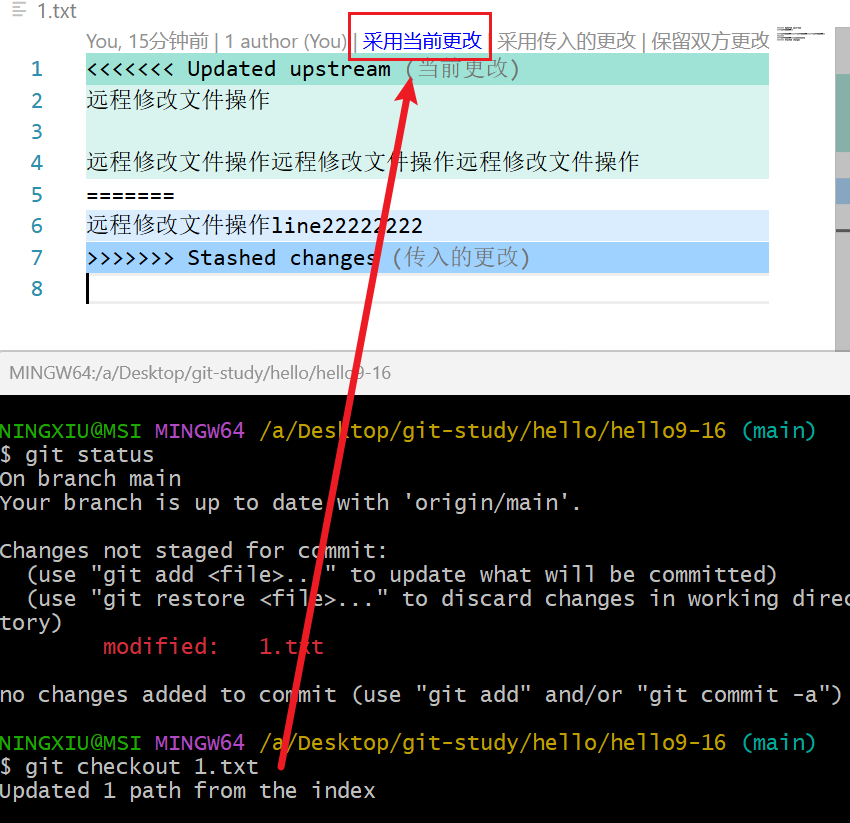 1.txt
You, 15分钟前 | 1 author (You) | 采用当前更改 | 采用传入的更改 | 保留双方更改
1 <<<<<<< Updated upstream (当前更改)
2 远程修改文件操作
3
4 远程修改文件操作远程修改文件操作远程修改文件操作
5 =======
6 远程修改文件操作line22222222
7 >>>>>>> Stashed changes (传入的更改)
8
MINGW64:/a/Desktop/git-study/hello/hello9-16
NINGXIU@MSI MINGW64 /a/Desktop/git-study/hello/hello9-16 (main)
$ git status
On branch main
Your branch is up to date with 'origin/main'.
Changes not staged for commit:
(use "git add <file>..." to update what will be committed)
(use "git restore <file>..." to discard changes in working direc
tory)
modified: 1.txt
no changes added to commit (use "git add" and/or "git commit -a")
NINGXIU@MSI MINGW64 /a/Desktop/git-study/hello/hello9-16 (main)
$ git checkout 1.txt
Updated 1 path from the index